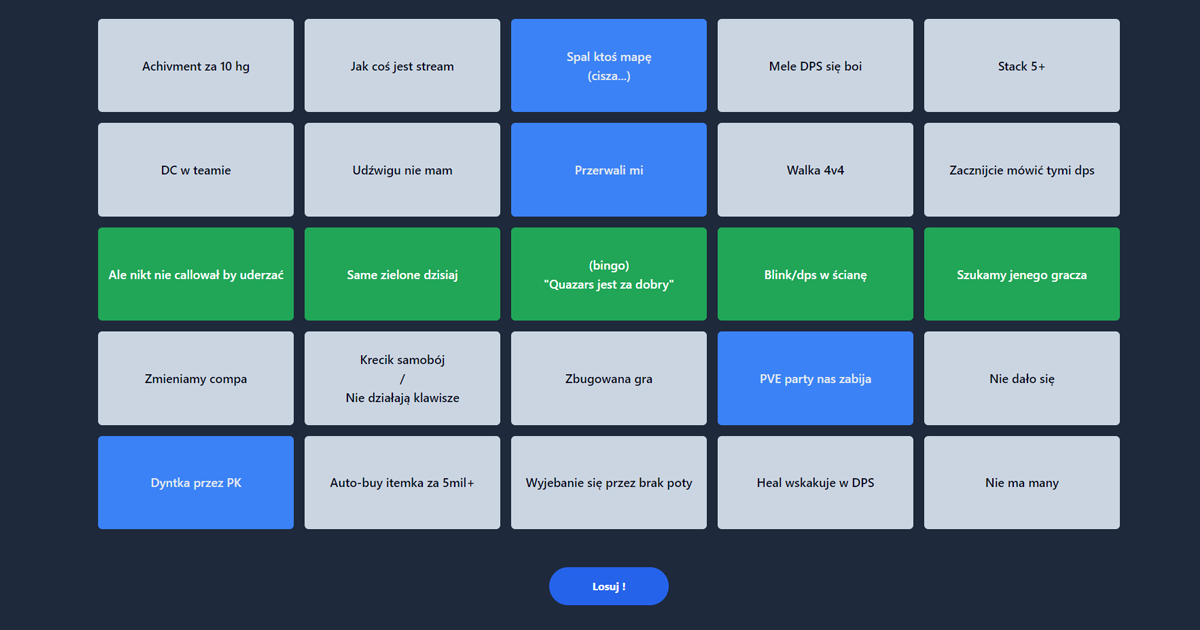 Achivment za 10 hg
Jak coś jest stream
Spal ktoś mapę
(cisza...)
Mele DPS się boi
Stack 5+
DC w teamie
Udźwigu nie mam
Przerwali mi
Walka 4v4
Zacznijcie mówić tymi dps
Ale nikt nie callował by uderzać
Same zielone dzisiaj
(bingo)
"Quazars jest za dobry"
Blink/dps w ścianę
Szukamy jenego gracza
Zmieniamy compa
Krecik samobój
/
Nie działają klawisze
Zbugowana gra
PVE party nas zabija
Nie dało się
Dyntka przez PK
Auto-buy itemka za 5mil+
Wyjebanie się przez brak poty
Heal wskakuje w DPS
Nie ma many
Losuj !